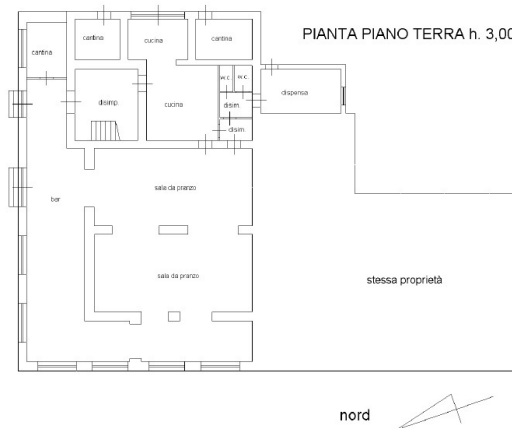 PIANTA PIANO TERRA h. 3,00
cantina
cucina
cantina
cantina
w.c.
w.c.
dispensa
disimp.
cucina
disim.
disim.
sala da pranzo
bar
sala da pranzo
stessa proprietà
nord